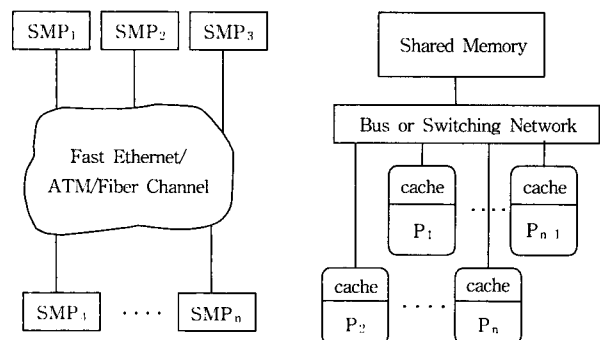 SMP₁ SMP₂ SMP₃
Fast Ethernet/
ATM/Fiber Channel
SMP₄ ···· SMPₙ
Shared Memory
Bus or Switching Network
cache cache
P₁ ···· Pₙ₋₁
cache cache
P₂ ···· Pₙ